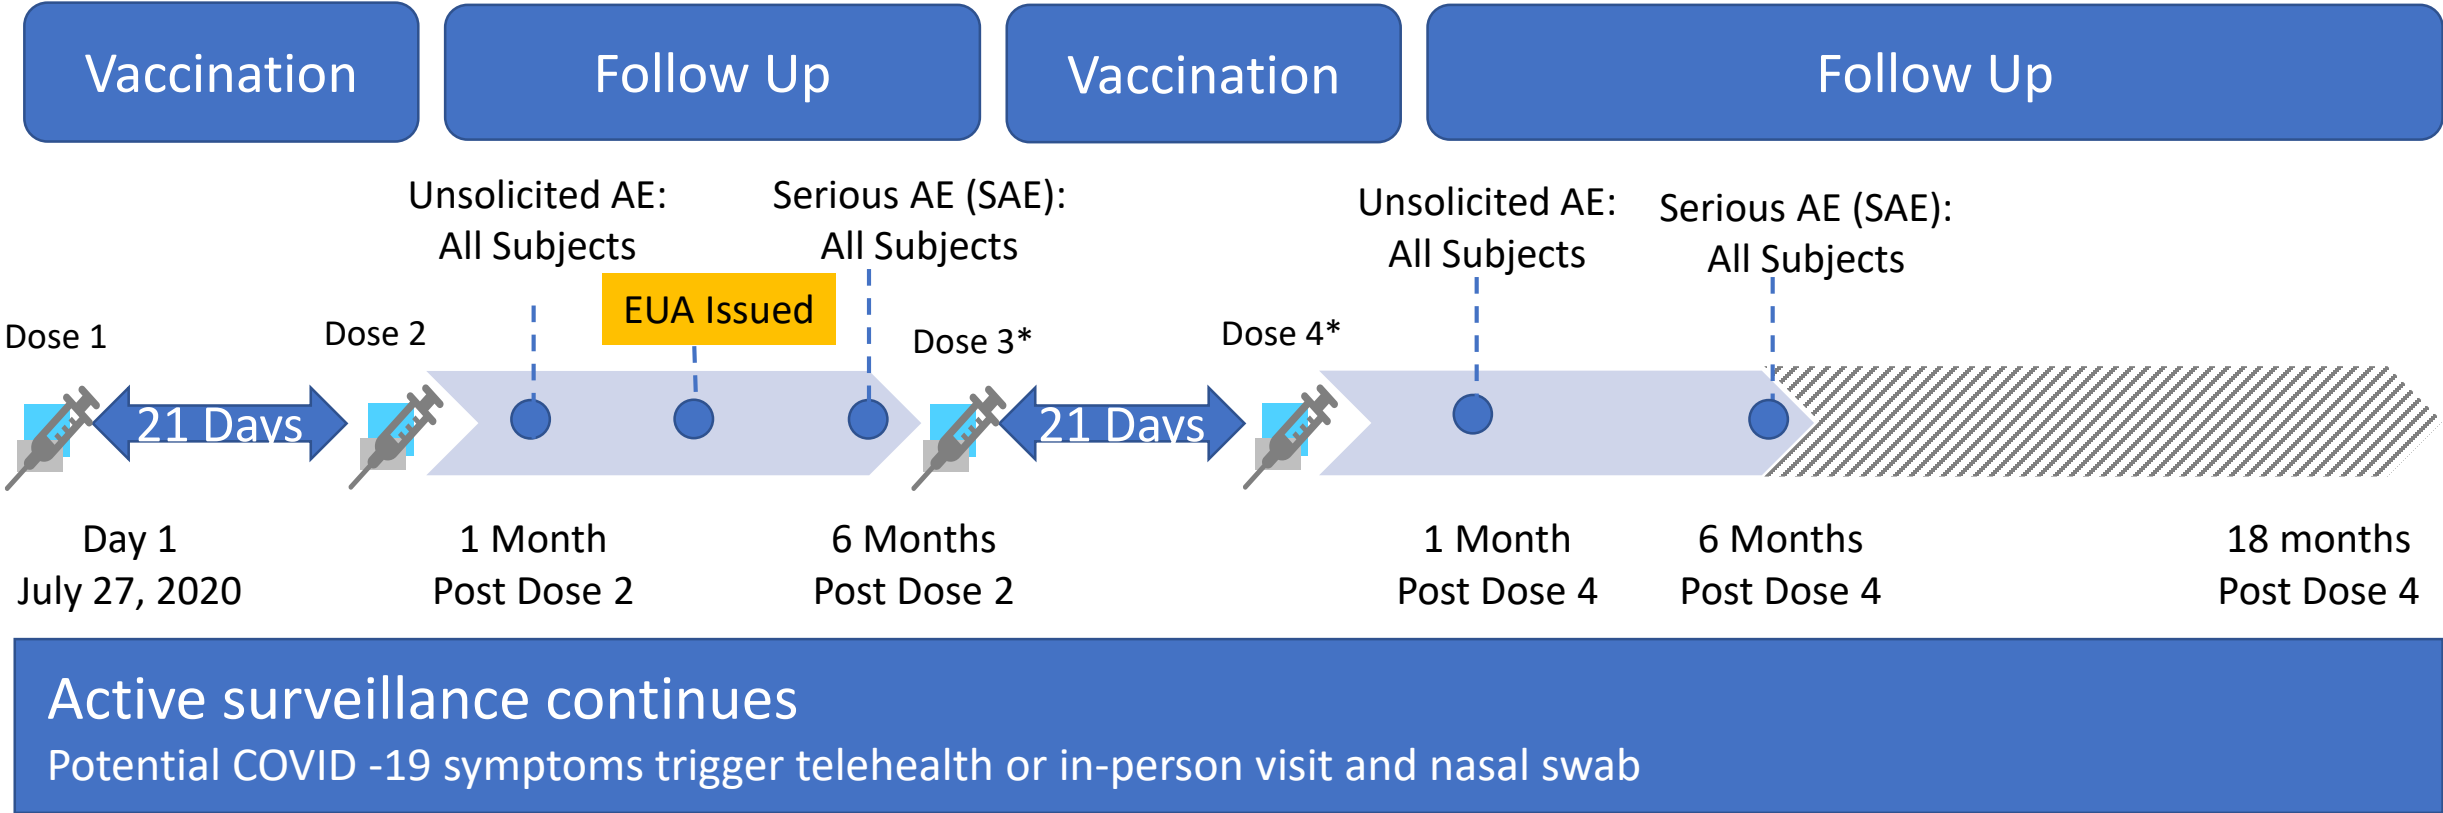 Vaccination
Follow Up
Vaccination
Follow Up
Unsolicited AE:
All Subjects
Serious AE (SAE):
All Subjects
Unsolicited AE:
All Subjects
Serious AE (SAE):
All Subjects
EUA Issued
Dose 1
Dose 2
Dose 3*
Dose 4*
21 Days
21 Days
Day 1
July 27, 2020
1 Month
Post Dose 2
6 Months
Post Dose 2
1 Month
Post Dose 4
6 Months
Post Dose 4
18 months
Post Dose 4
Active surveillance continues
Potential COVID -19 symptoms trigger telehealth or in-person visit and nasal swab